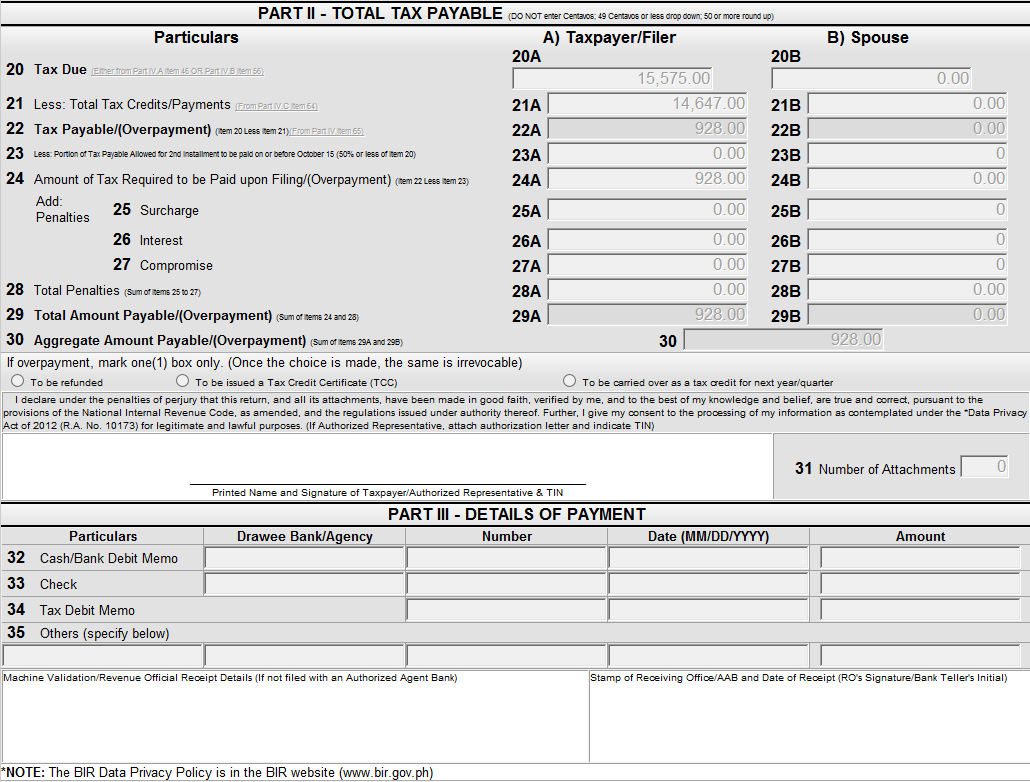 PART II - TOTAL TAX PAYABLE (DO NOT enter Centavos; 49 Centavos or less drop down; 50 or more round up)
Particulars A) Taxpayer/Filer B) Spouse
20 Tax Due (Either from Part IV.A Item 46 OR Part IV.B Item 56) 20A 15,575.00 20B 0.00
21 Less: Total Tax Credits/Payments (From Part IV.C Item 64) 21A 14,647.00 21B 0.00
22 Tax Payable/(Overpayment) (Item 20 Less Item 21)(From Part IV Item 65) 22A 928.00 22B 0.00
23 Less: Portion of Tax Payable Allowed for 2nd Installment to be paid on or before October 15 (50% or less of Item 20) 23A 0.00 23B 0
24 Amount of Tax Required to be Paid upon Filing/(Overpayment) (Item 22 Less Item 23) 24A 928.00 24B 0.00
Add:
Penalties 25 Surcharge 25A 0.00 25B 0
26 Interest 26A 0.00 26B 0
27 Compromise 27A 0.00 27B 0
28 Total Penalties (Sum of Items 25 to 27) 28A 0.00 28B 0.00
29 Total Amount Payable/(Overpayment) (Sum of Items 24 and 28) 29A 928.00 29B 0.00
30 Aggregate Amount Payable/(Overpayment) (Sum of Items 29A and 29B) 30 928.00
If overpayment, mark one(1) box only. (Once the choice is made, the same is irrevocable)
To be refunded To be issued a Tax Credit Certificate (TCC) To be carried over as a tax credit for next year/quarter
I declare under the penalties of perjury that this return, and all its attachments, have been made in good faith, verified by me, and to the best of my knowledge and belief, are true and correct, pursuant to the
provisions of the National Internal Revenue Code, as amended, and the regulations issued under authority thereof. Further, I give my consent to the processing of my information as contemplated under the *Data Privacy
Act of 2012 (R.A. No. 10173) for legitimate and lawful purposes. (If Authorized Representative, attach authorization letter and indicate TIN)
31 Number of Attachments 0
Printed Name and Signature of Taxpayer/Authorized Representative & TIN
PART III - DETAILS OF PAYMENT
Particulars Drawee Bank/Agency Number Date (MM/DD/YYYY) Amount
32 Cash/Bank Debit Memo
33 Check
34 Tax Debit Memo
35 Others (specify below)
Machine Validation/Revenue Official Receipt Details (If not filed with an Authorized Agent Bank) Stamp of Receiving Office/AAB and Date of Receipt (RO's Signature/Bank Teller's Initial)
*NOTE: The BIR Data Privacy Policy is in the BIR website (www.bir.gov.ph)